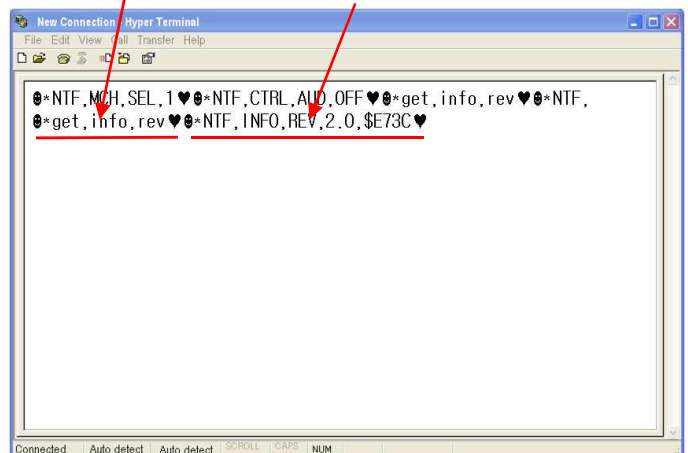 New Connection - Hyper Terminal
File Edit View Call Transfer Help
☻*NTF,MCH,SEL,1♥☻*NTF,CTRL,AUD,OFF♥☻*get,info,rev♥☻*NTF,
☻*get,info,rev♥☻*NTF,INFO,REV,2.0,$E73C♥
Connected Auto detect Auto detect SCROLL CAPS NUM